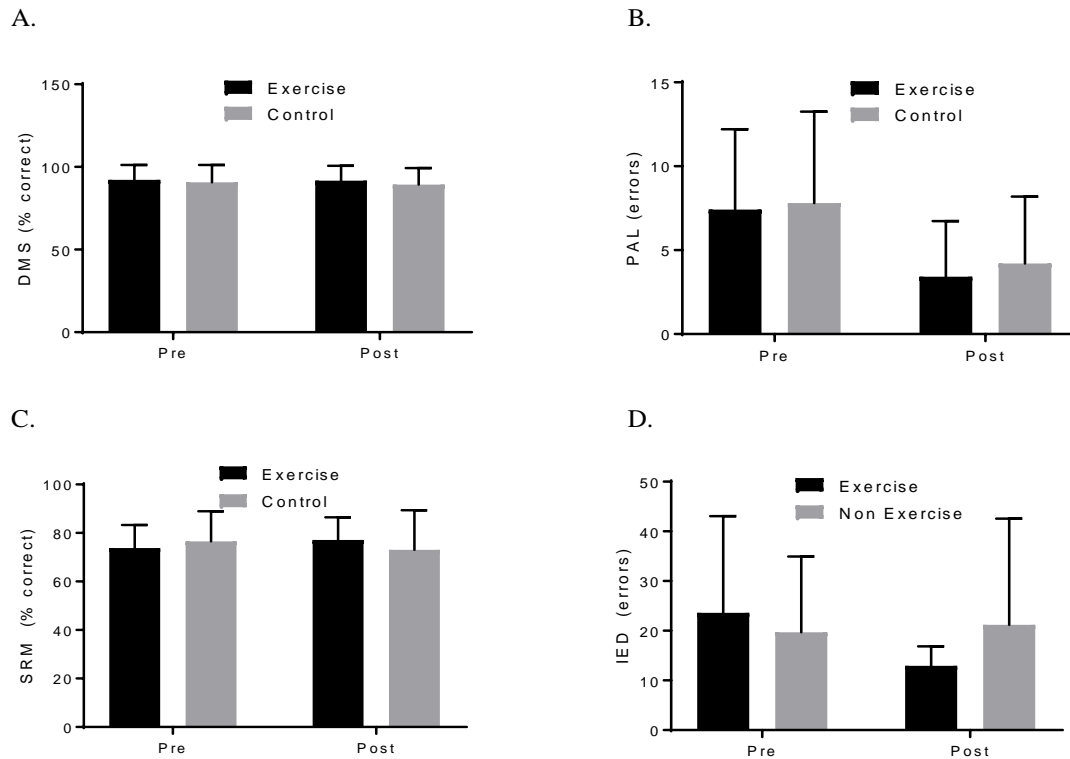 A.
DMS (% correct)
150
100
50
0
Exercise
Control
Pre Post
B.
PAL (errors)
15
10
5
0
Exercise
Control
Pre Post
C.
SRM (% correct)
100
80
60
40
20
0
Exercise
Control
Pre Post
D.
IED (errors)
50
40
30
20
10
0
Exercise
Non Exercise
Pre Post